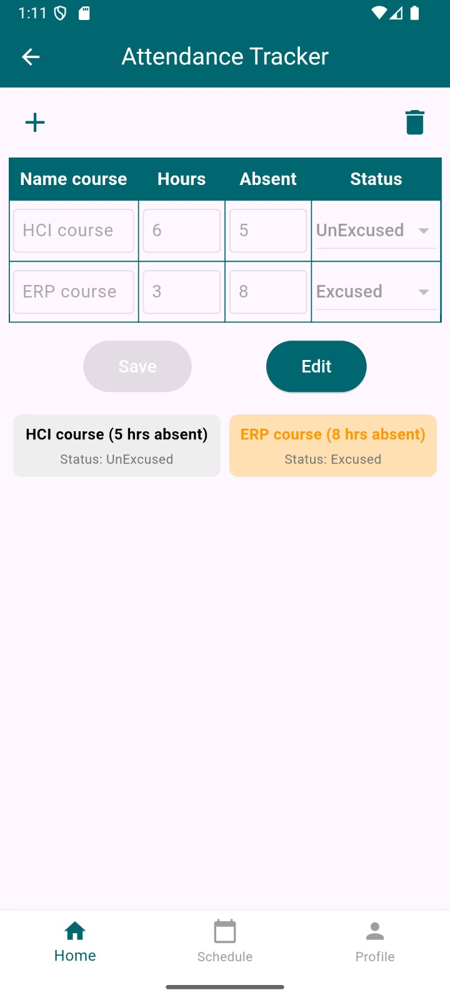 1:11
Attendance Tracker
Name course Hours Absent Status
HCI course 6 5 UnExcused
ERP course 3 8 Excused
Save Edit
HCI course (5 hrs absent)
Status: UnExcused
ERP course (8 hrs absent)
Status: Excused
Home Schedule Profile